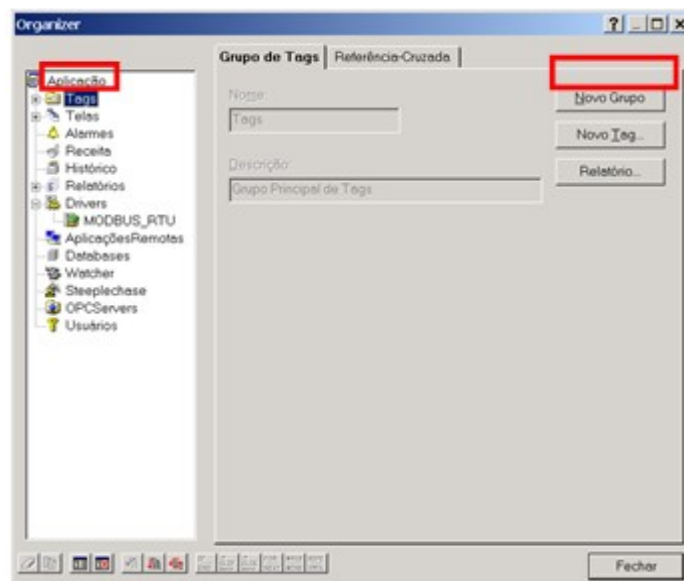 Organizer
Aplicação
Tags
Telas
Alarmes
Receita
Histórico
Relatórios
Drivers
MODBUS_RTU
AplicaçõesRemotas
Databases
Watcher
Steeplechase
OPCServers
Usuários
Grupo de Tags
Referência-Cruzada
Nome:
Tags
Descrição:
Grupo Principal de Tags
Novo Grupo
Novo Tag...
Relatório...
Fechar